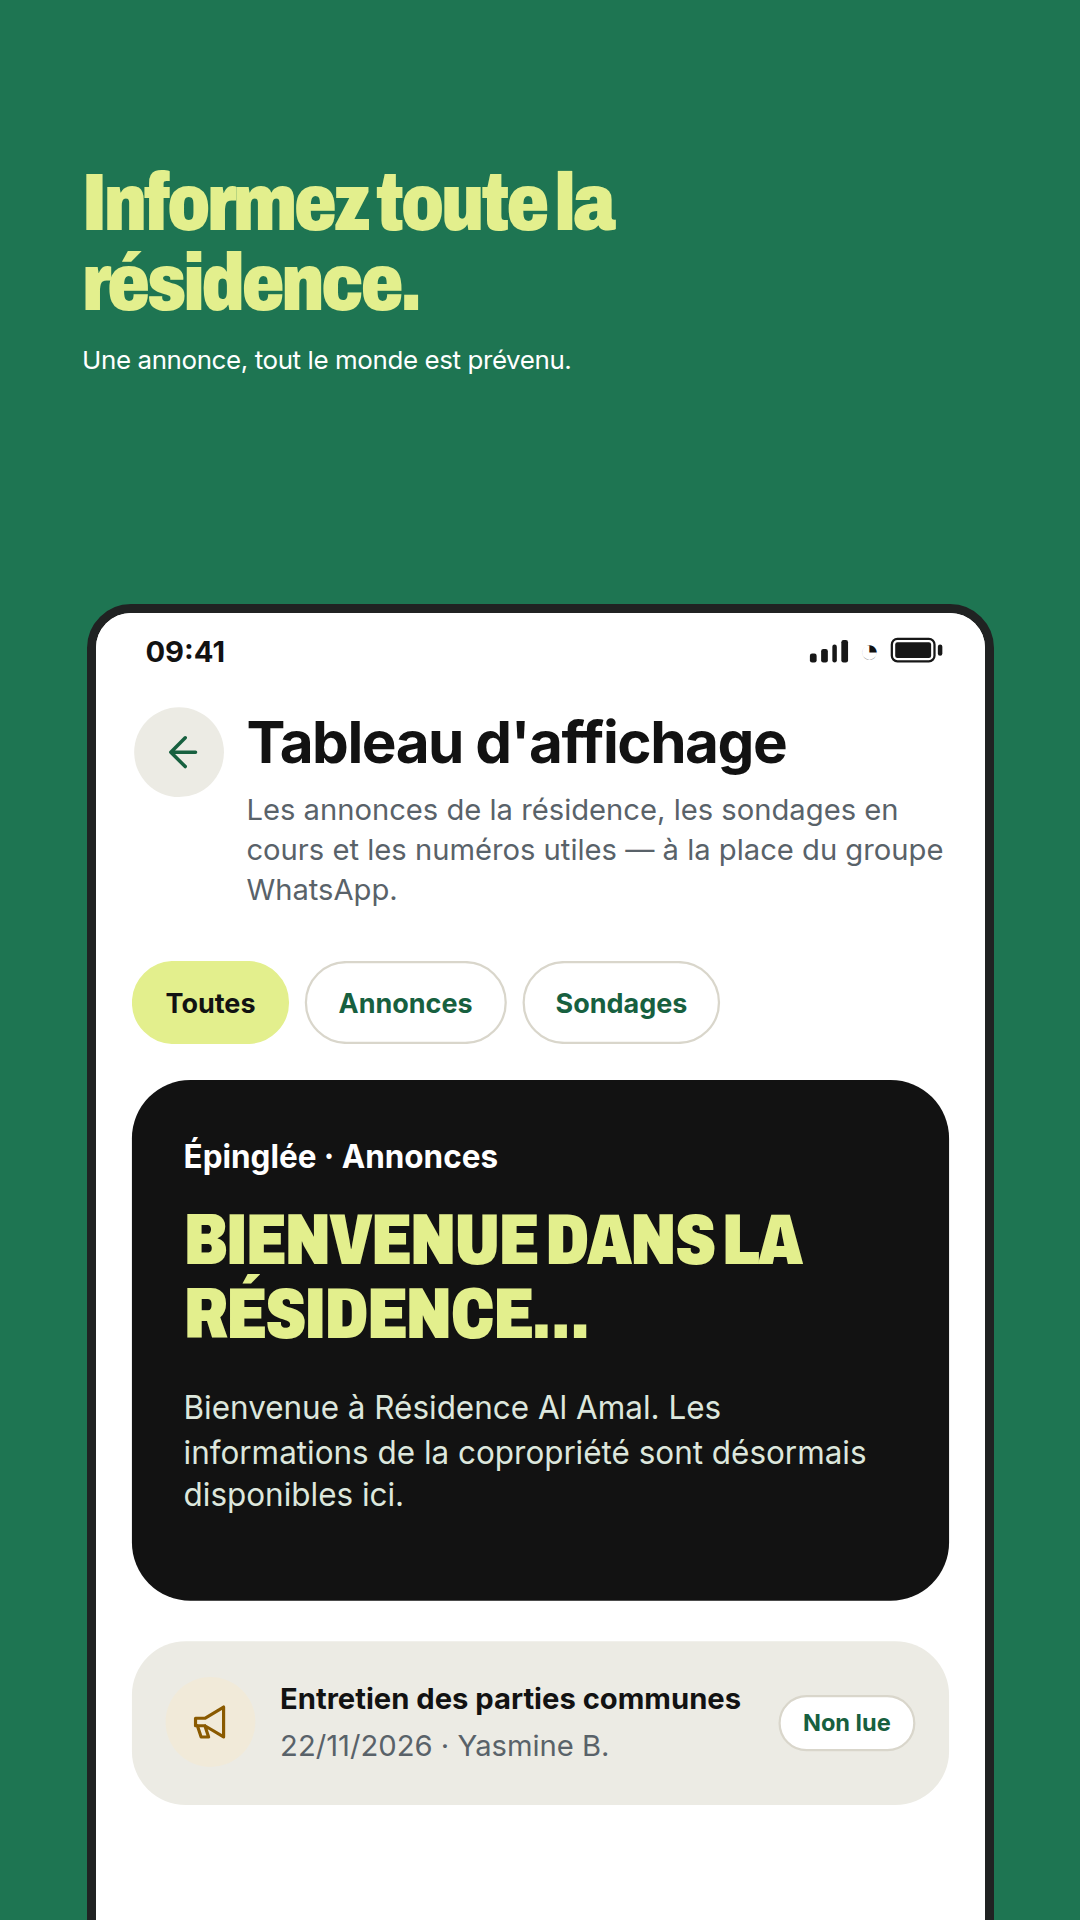 Informez toute la
résidence.
Une annonce, tout le monde est prévenu.
09:41
Tableau d'affichage
Les annonces de la résidence, les sondages en
cours et les numéros utiles — à la place du groupe
WhatsApp.
Toutes
Annonces
Sondages
Épinglée · Annonces
BIENVENUE DANS LA
RÉSIDENCE...
Bienvenue à Résidence Al Amal. Les
informations de la copropriété sont désormais
disponibles ici.
Entretien des parties communes
22/11/2026 · Yasmine B.
Non lue